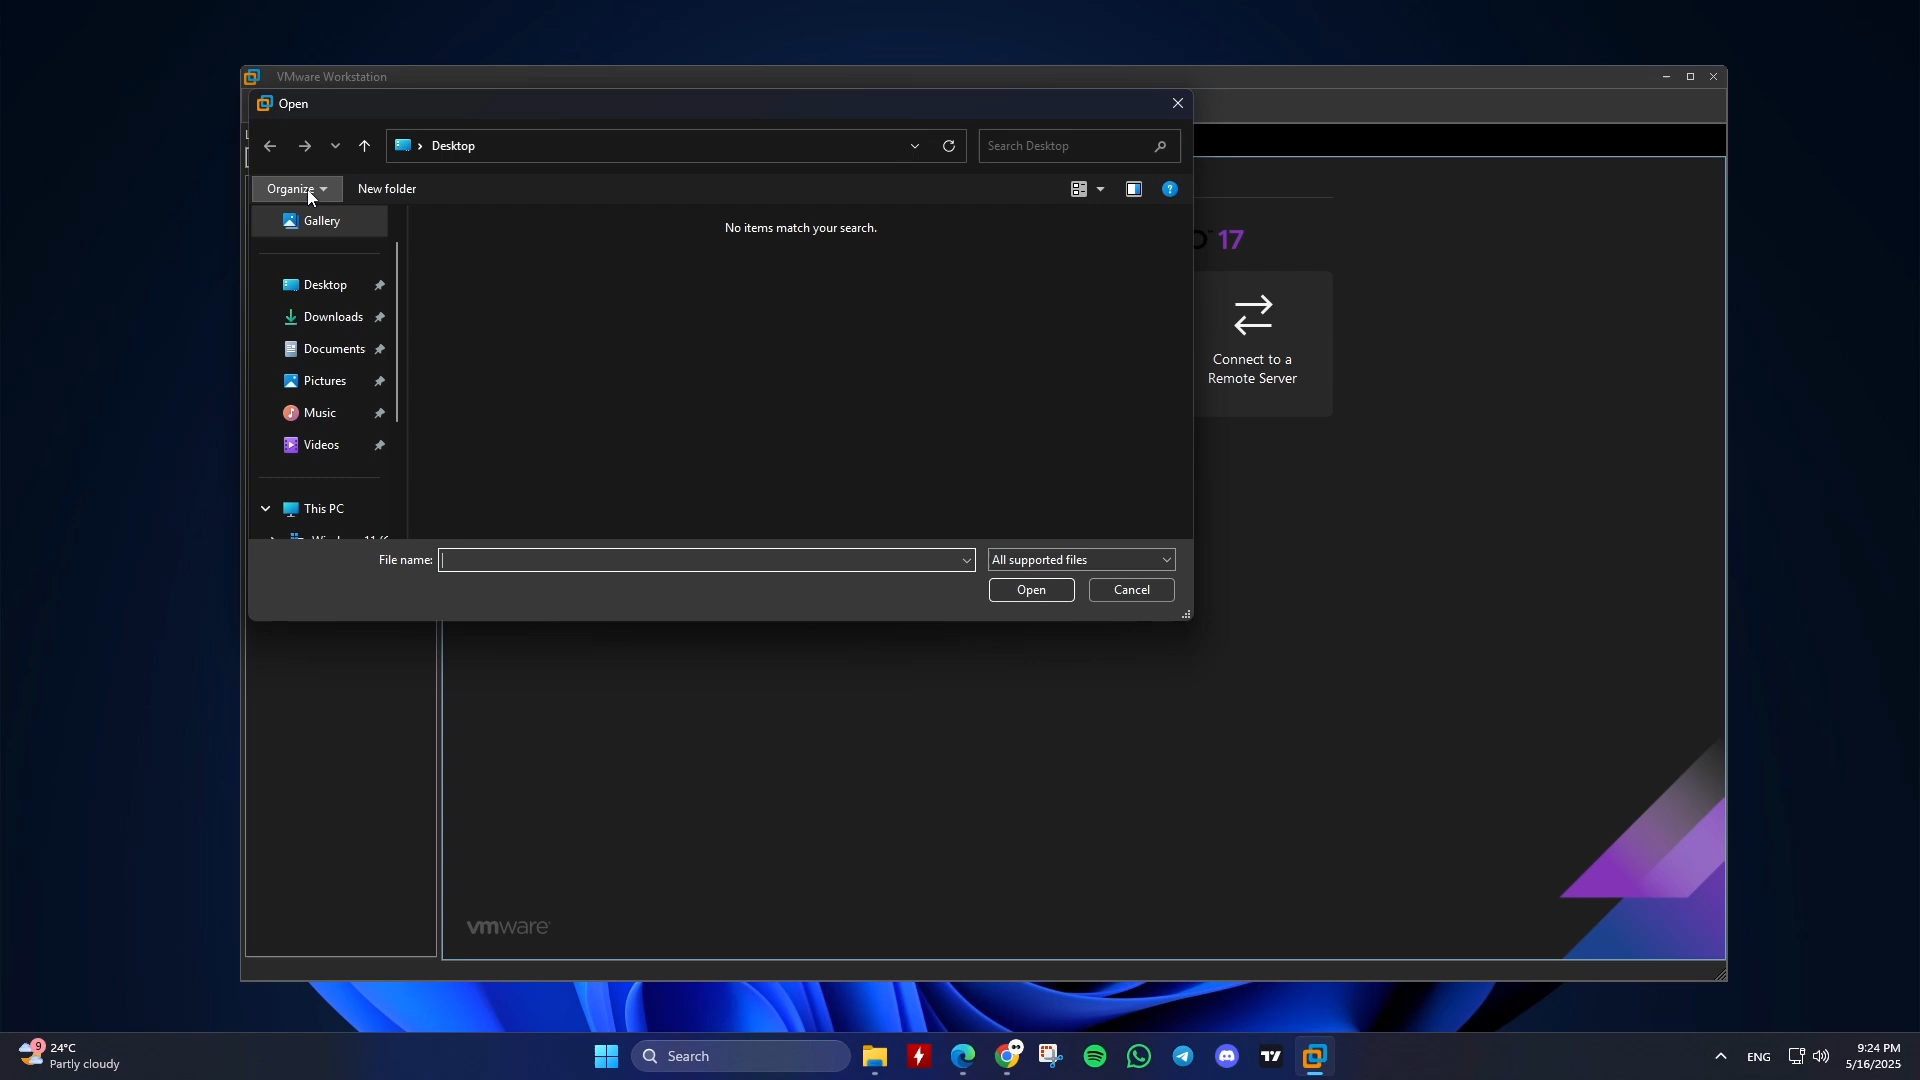 VMware Workstation
Open
Desktop
Search Desktop
Organize
New folder
Gallery
No items match your search.
17
Desktop
Downloads
Documents
Pictures
Music
Videos
Connect to a
Remote Server
This PC
File name:
All supported files
Open
Cancel
vmware
9
24°C
Partly cloudy
Search
ENG
9:24 PM
5/16/2025